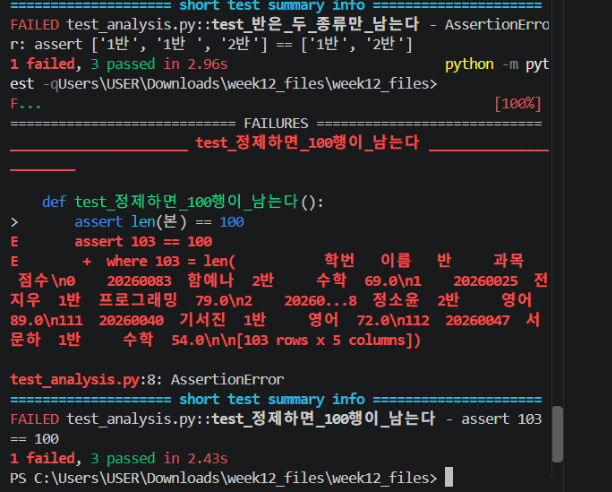 =================== short test summary info ===================
FAILED test_analysis.py::test_반은_두_종류만_남는다 - AssertionErro
r: assert ['1반', '1반 ', '2반'] == ['1반', '2반']
1 failed, 3 passed in 2.96s python -m pyt
est -qUsers\USER\Downloads\week12_files\week12_files>
F... [100%]
=========================== FAILURES ===========================
____________________ test_정제하면_100행이_남는다 ______________
_______

    def test_정제하면_100행이_남는다():
>       assert len(본) == 100
E       assert 103 == 100
E        +  where 103 = len(          학번   이름   반     과목
 점수\n0    20260083  함예나  2반     수학  69.0\n1    20260025  전
지우  1반  프로그래밍  79.0\n2    20260...8  정소윤  2반     영어
89.0\n111  20260040  기서진  1반     영어  72.0\n112  20260047  서
문하  1반     수학  54.0\n\n[103 rows x 5 columns])

test_analysis.py:8: AssertionError
=================== short test summary info ===================
FAILED test_analysis.py::test_정제하면_100행이_남는다 - assert 103
== 100
1 failed, 3 passed in 2.43s
PS C:\Users\USER\Downloads\week12_files\week12_files>